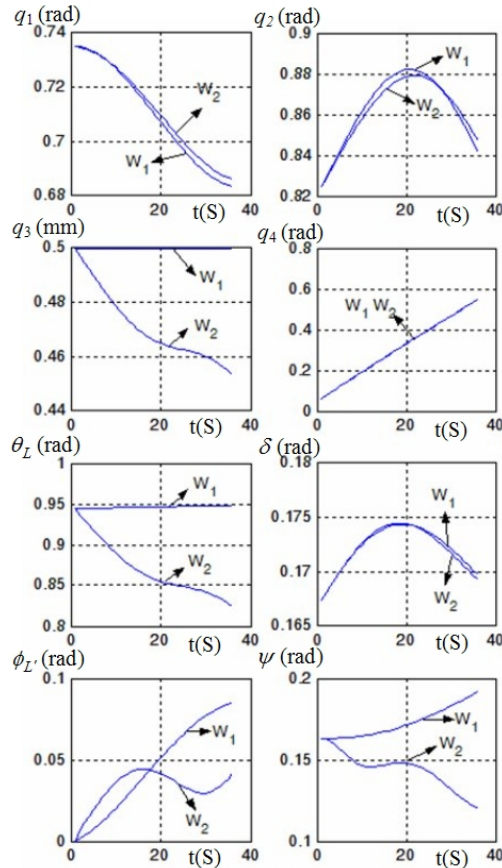 q₁ (rad) q₂ (rad)
0.74 0.9
0.72 0.88
W₂ W₁
0.86
0.7 W₂
W₁ 0.84
0.68 0.82
0 20 40 0 20 40
t(S) t(S)
q₃ (mm) q₄ (rad)
0.5 0.8
W₁ 0.6
0.48
W₁ W₂
0.4
0.46 W₂
0.2
0.44 0
0 20 40 0 20 40
t(S) t(S)
θ_L (rad) δ (rad)
1 0.18
0.95 W₁ 0.175 W₁
0.9
0.85 W₂ 0.17
W₂
0.8 0.165
0 20 40 0 20 40
t(S) t(S)
ϕ_L' (rad) ψ (rad)
0.1 0.2
W₁ W₁
0.05 0.15 W₂
W₂
0 0.1
0 20 40 0 20 40